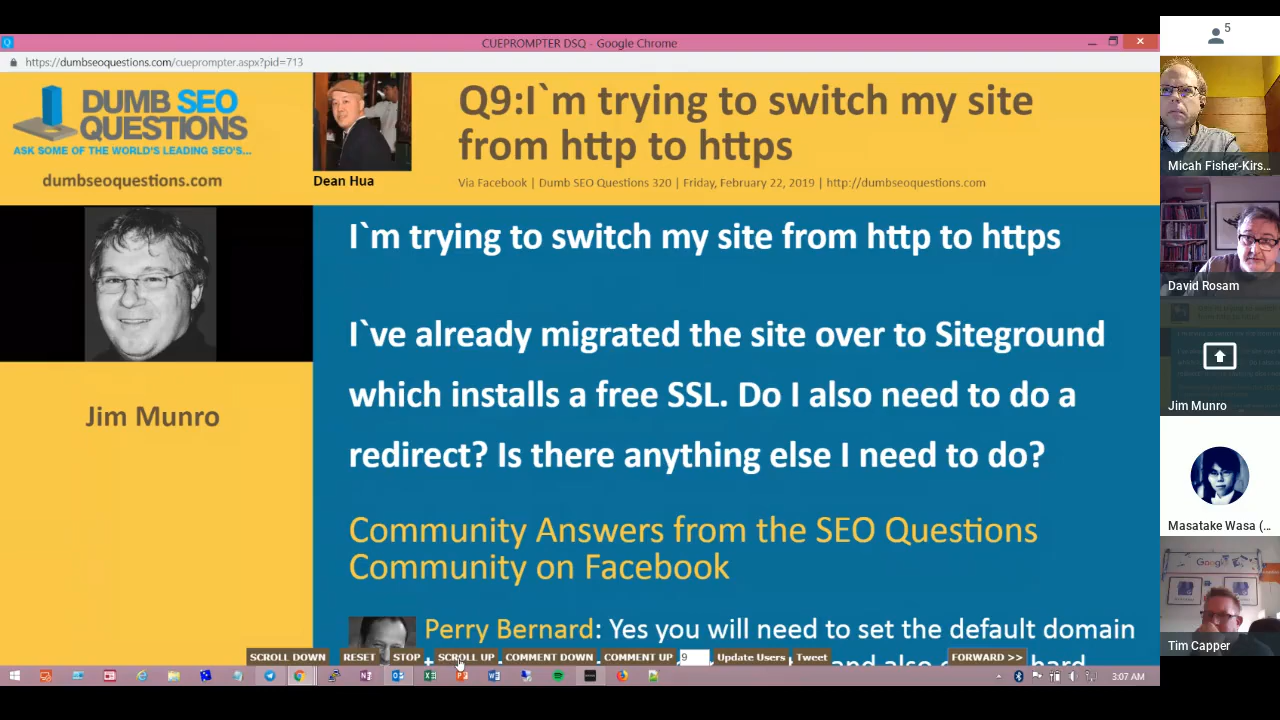 CUEPROMPTER DSQ - Google Chrome
https://dumbseoquestions.com/cueprompter.aspx?pid=713
DUMB SEO
QUESTIONS
ASK SOME OF THE WORLD'S LEADING SEO'S...
dumbseoquestions.com
Dean Hua
Q9:I`m trying to switch my site
from http to https
Via Facebook | Dumb SEO Questions 320 | Friday, February 22, 2019 | http://dumbseoquestions.com
Jim Munro
I`m trying to switch my site from http to https
I`ve already migrated the site over to Siteground
which installs a free SSL. Do I also need to do a
redirect? Is there anything else I need to do?
Community Answers from the SEO Questions
Community on Facebook
Perry Bernard: Yes you will need to set the default domain
and also
hard
SCROLL DOWN RESET STOP SCROLL UP COMMENT DOWN COMMENT UP 9 Update Users Tweet FORWARD >>
3:07 AM
5
Micah Fisher-Kirs...
David Rosam
Jim Munro
Masatake Wasa (...
Tim Capper